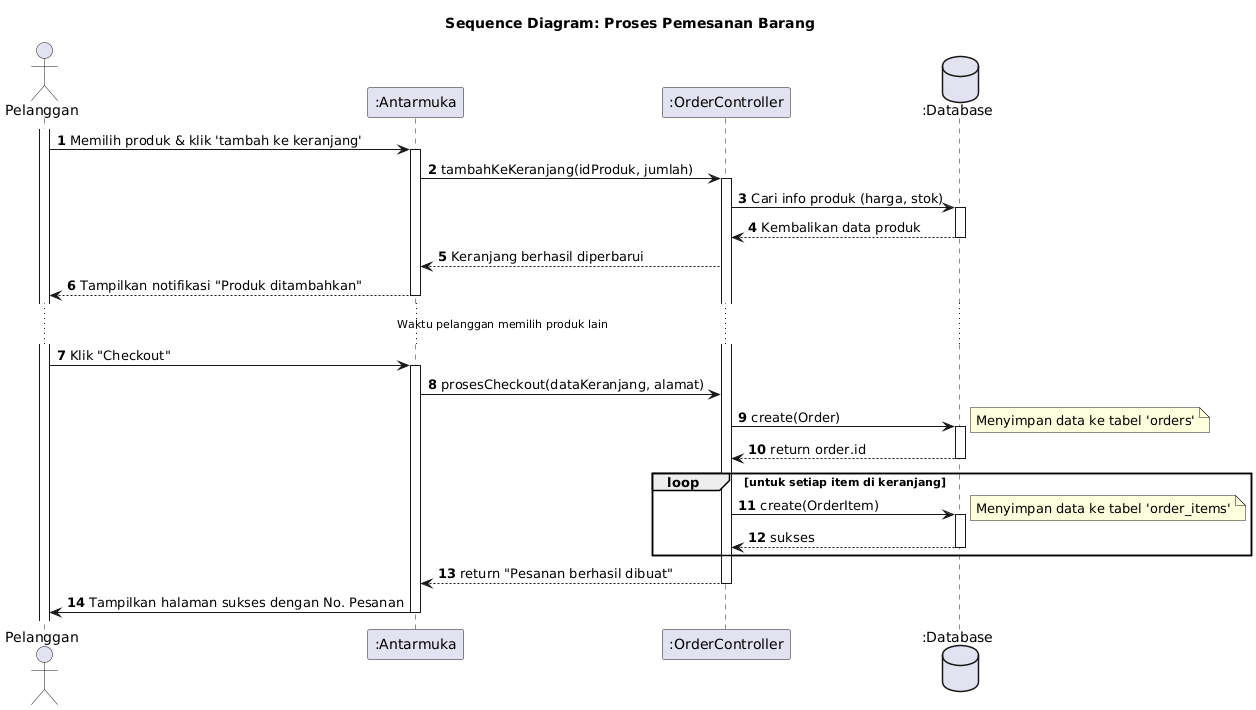 Sequence Diagram: Proses Pemesanan Barang
Pelanggan
:Antarmuka
:OrderController
:Database
1 Memilih produk & klik 'tambah ke keranjang'
2 tambahKeKeranjang(idProduk, jumlah)
3 Cari info produk (harga, stok)
4 Kembalikan data produk
5 Keranjang berhasil diperbarui
6 Tampilkan notifikasi "Produk ditambahkan"
Waktu pelanggan memilih produk lain
7 Klik "Checkout"
8 prosesCheckout(dataKeranjang, alamat)
9 create(Order)
Menyimpan data ke tabel 'orders'
10 return order.id
loop
[untuk setiap item di keranjang]
11 create(OrderItem)
Menyimpan data ke tabel 'order_items'
12 sukses
13 return "Pesanan berhasil dibuat"
14 Tampilkan halaman sukses dengan No. Pesanan
Pelanggan
:Antarmuka
:OrderController
:Database